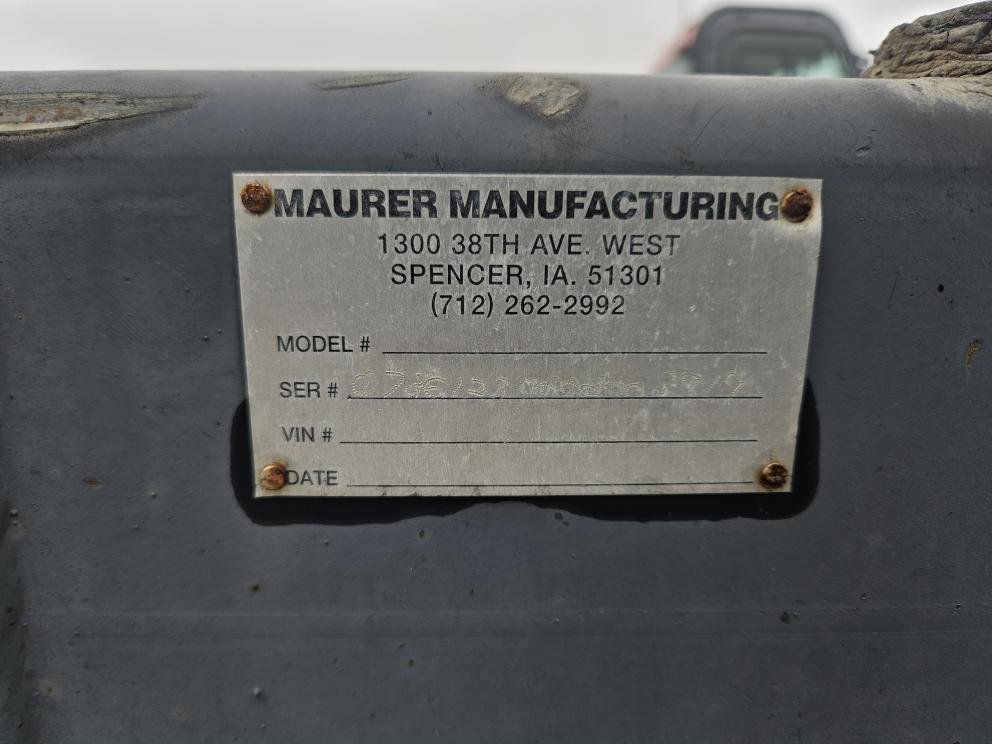 MAURER MANUFACTURING
1300 38TH AVE. WEST
SPENCER, IA. 51301
(712) 262-2992
MODEL #
SER #
VIN #
DATE